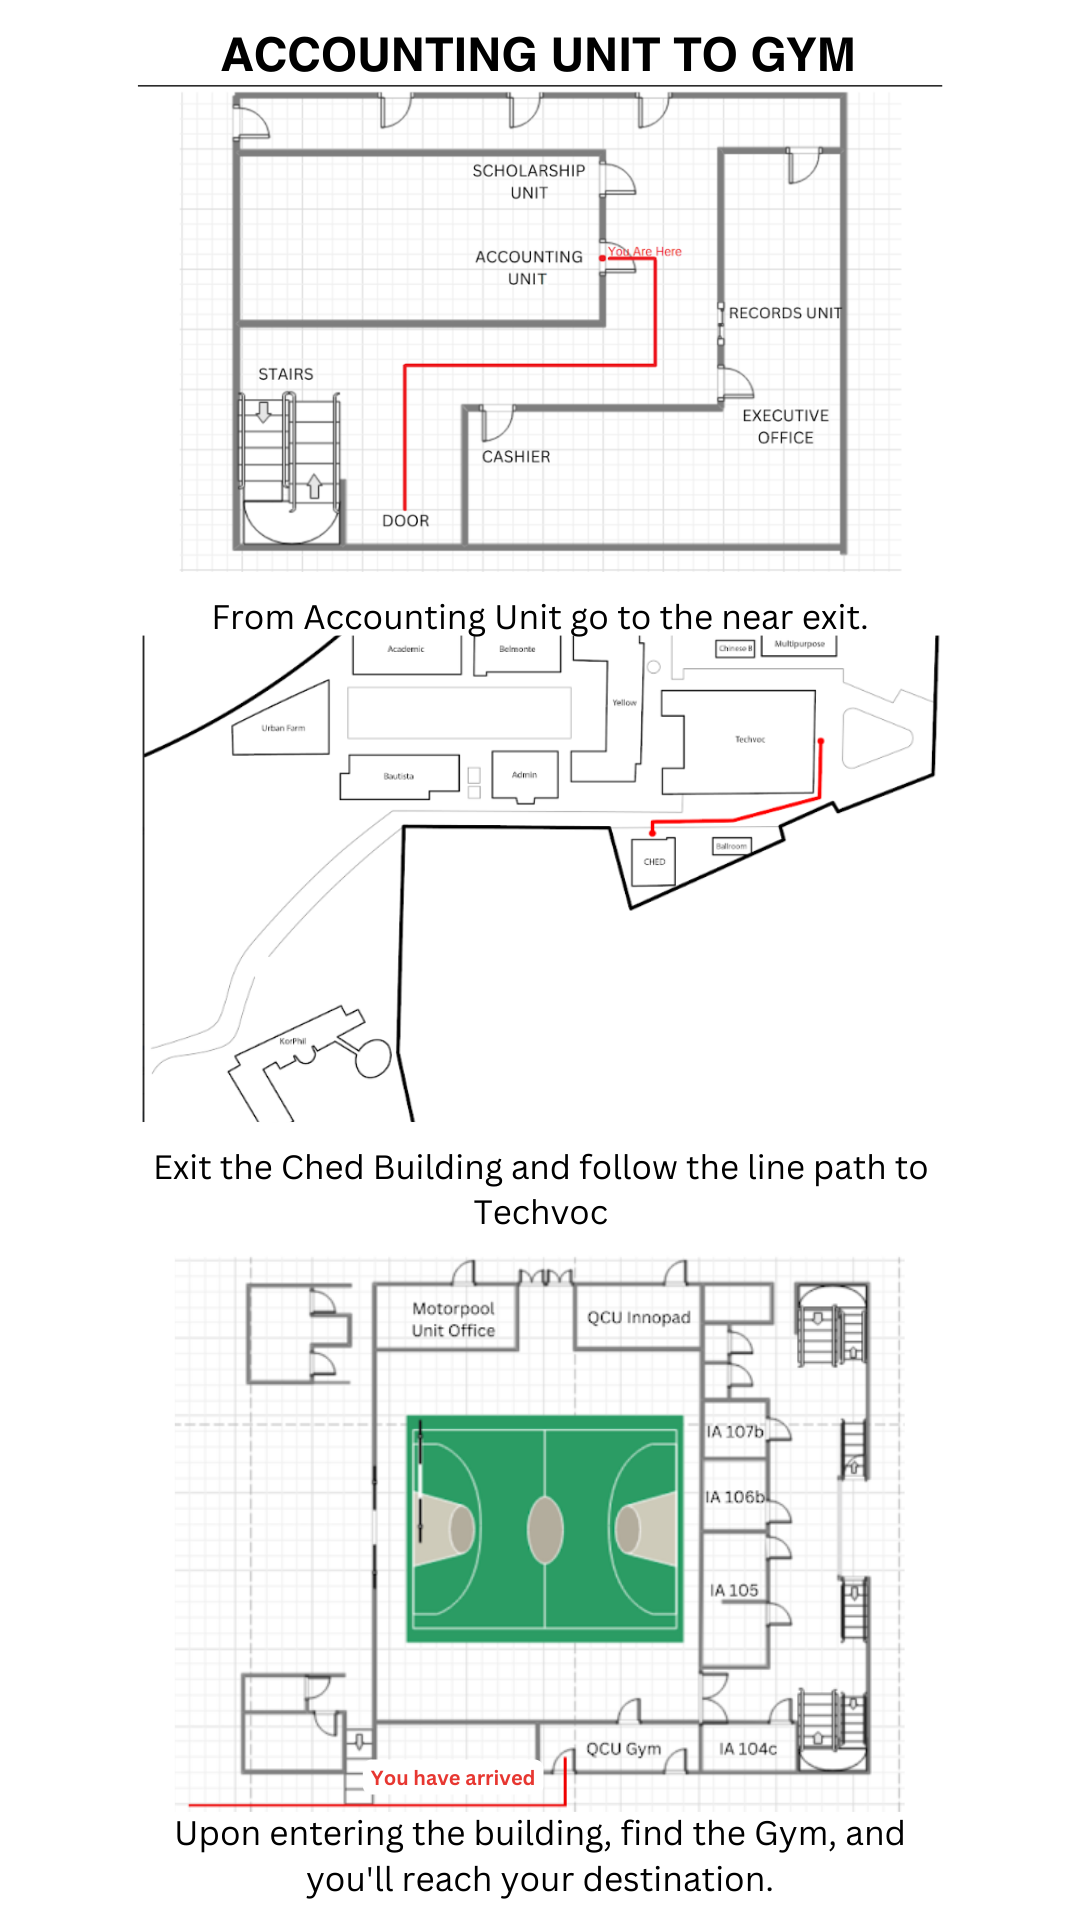 ACCOUNTING UNIT TO GYM
SCHOLARSHIP
UNIT
You Are Here
ACCOUNTING
UNIT
RECORDS UNIT
STAIRS
EXECUTIVE
OFFICE
CASHIER
DOOR
From Accounting Unit go to the near exit.
Academic
Belmonte
Chinese B
Multipurpose
Yellow
Urban Farm
Techvoc
Bautista
Admin
CHED
Ballroom
KorPhil
Exit the Ched Building and follow the line path to
Techvoc
Motorpool
Unit Office
QCU Innopad
IA 107b
IA 106b
IA 105
QCU Gym
IA 104c
You have arrived
Upon entering the building, find the Gym, and
you'll reach your destination.